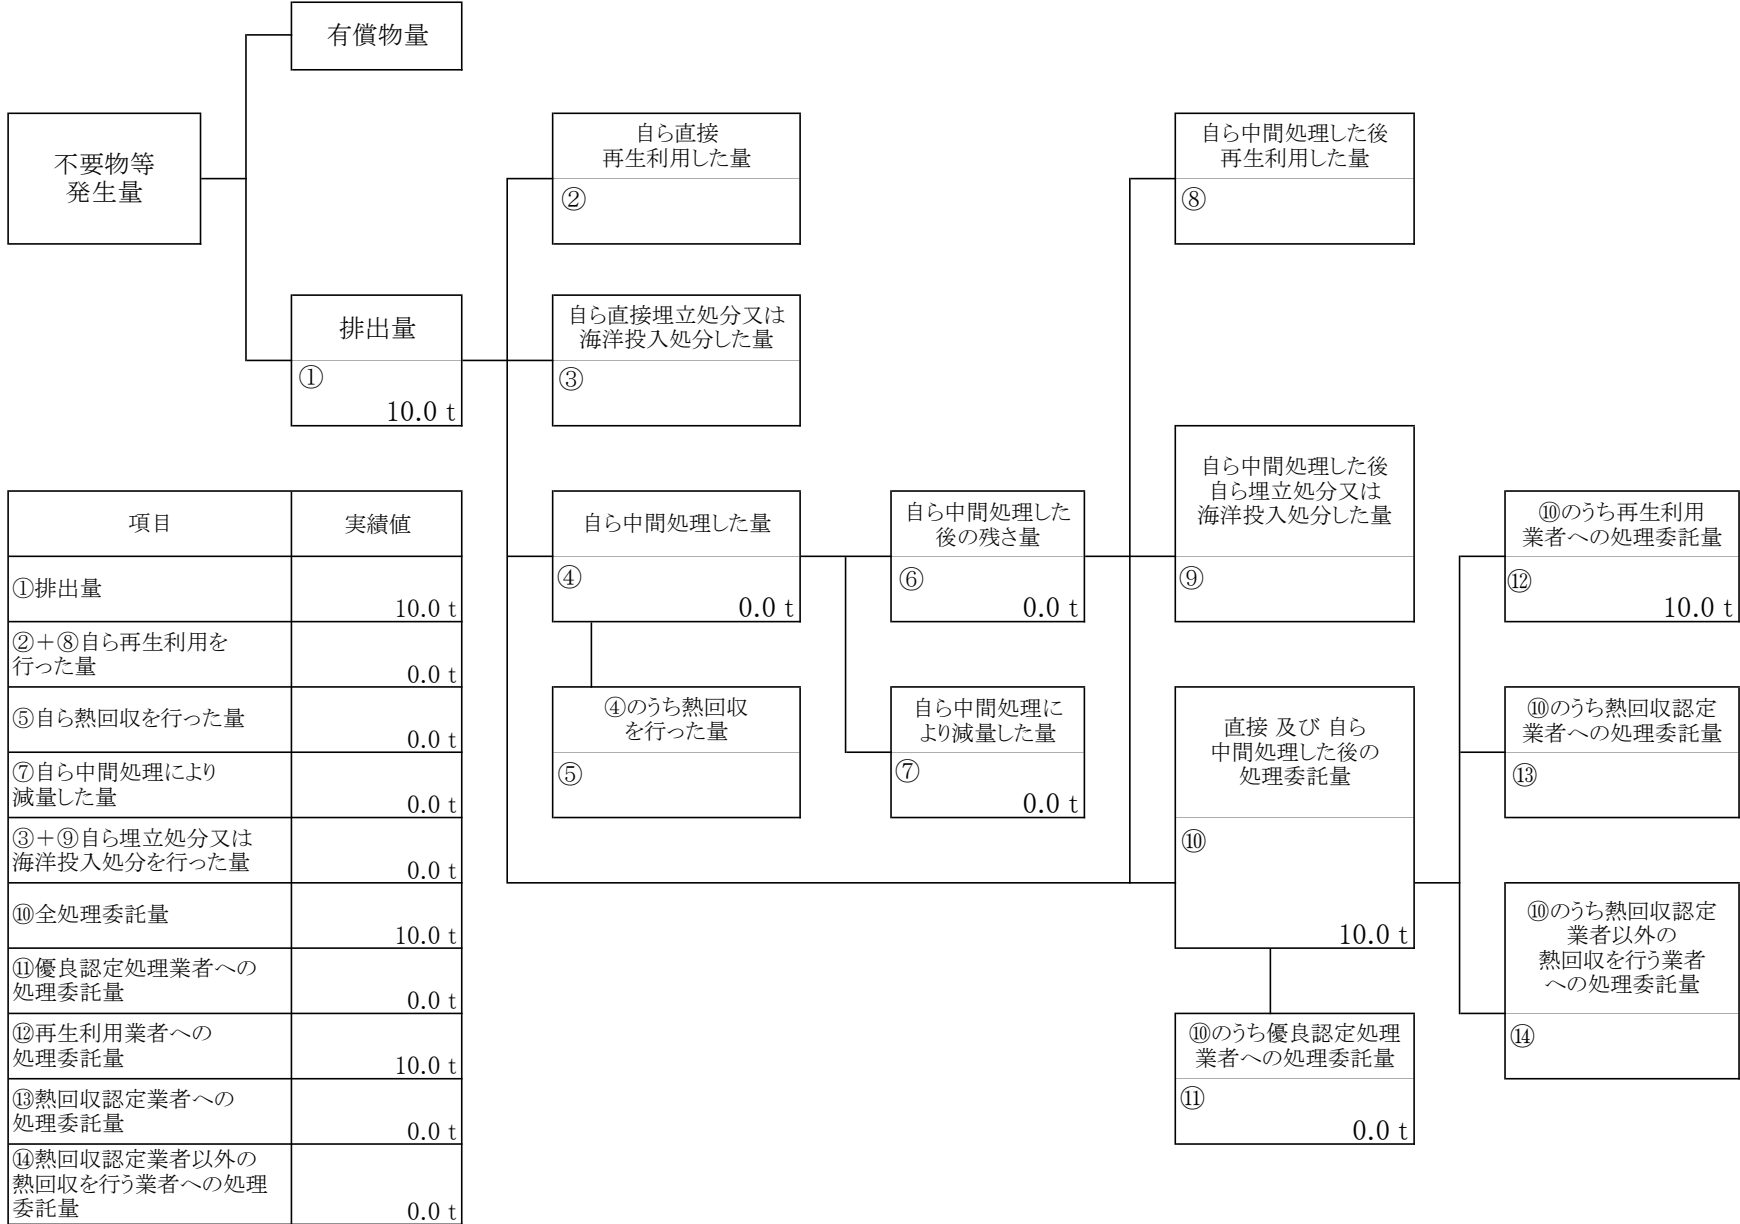 有償物量
不要物等
発生量
自ら直接
再生利用した量
②
自ら中間処理した後
再生利用した量
⑧
排出量
①
10.0 t
自ら直接埋立処分又は
海洋投入処分した量
③
自ら中間処理した量
④
0.0 t
自ら中間処理した
後の残さ量
⑥
0.0 t
自ら中間処理した後
自ら埋立処分又は
海洋投入処分した量
⑨
⑩のうち再生利用
業者への処理委託量
⑫
10.0 t
④のうち熱回収
を行った量
⑤
自ら中間処理に
より減量した量
⑦
0.0 t
直接 及び 自ら
中間処理した後の
処理委託量
⑩
10.0 t
⑩のうち熱回収認定
業者への処理委託量
⑬
⑩のうち熱回収認定
業者以外の
熱回収を行う業者
への処理委託量
⑭
⑩のうち優良認定処理
業者への処理委託量
⑪
0.0 t
項目 実績値
①排出量
10.0 t
②＋⑧自ら再生利用を
行った量
0.0 t
⑤自ら熱回収を行った量
0.0 t
⑦自ら中間処理により
減量した量
0.0 t
③＋⑨自ら埋立処分又は
海洋投入処分を行った量
0.0 t
⑩全処理委託量
10.0 t
⑪優良認定処理業者への
処理委託量
0.0 t
⑫再生利用業者への
処理委託量
10.0 t
⑬熱回収認定業者への
処理委託量
0.0 t
⑭熱回収認定業者以外の
熱回収を行う業者への処理
委託量
0.0 t